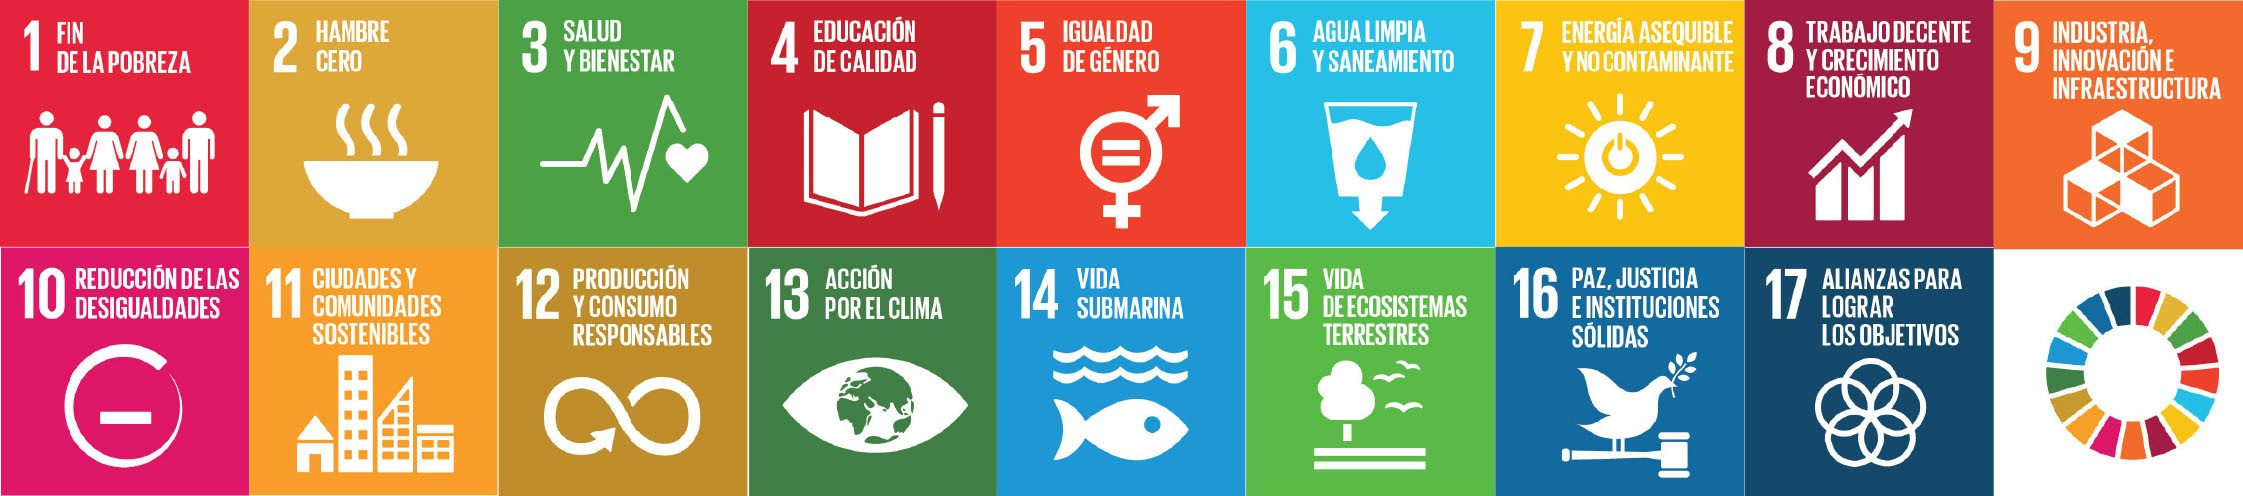 1 FIN
DE LA POBREZA
2 HAMBRE
CERO
3 SALUD
Y BIENESTAR
4 EDUCACIÓN
DE CALIDAD
5 IGUALDAD
DE GÉNERO
6 AGUA LIMPIA
Y SANEAMIENTO
7 ENERGÍA ASEQUIBLE
Y NO CONTAMINANTE
8 TRABAJO DECENTE
Y CRECIMIENTO
ECONÓMICO
9 INDUSTRIA,
INNOVACIÓN E
INFRAESTRUCTURA
10 REDUCCIÓN DE LAS
DESIGUALDADES
11 CIUDADES Y
COMUNIDADES
SOSTENIBLES
12 PRODUCCIÓN
Y CONSUMO
RESPONSABLES
13 ACCIÓN
POR EL CLIMA
14 VIDA
SUBMARINA
15 VIDA
DE ECOSISTEMAS
TERRESTRES
16 PAZ, JUSTICIA
E INSTITUCIONES
SÓLIDAS
17 ALIANZAS PARA
LOGRAR
LOS OBJETIVOS